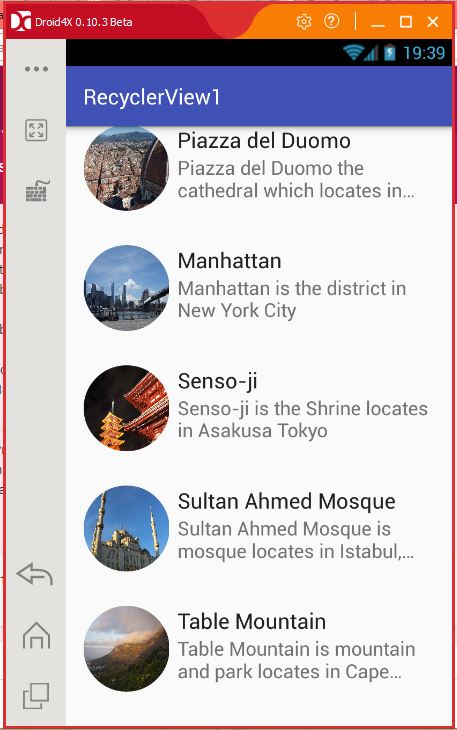 Droid4X 0.10.3 Beta
19:39
RecyclerView1
Piazza del Duomo
Piazza del Duomo the
cathedral which locates in...
Manhattan
Manhattan is the district in
New York City
Senso-ji
Senso-ji is the Shrine locates
in Asakusa Tokyo
Sultan Ahmed Mosque
Sultan Ahmed Mosque is
mosque locates in Istabul,...
Table Mountain
Table Mountain is mountain
and park locates in Cape...